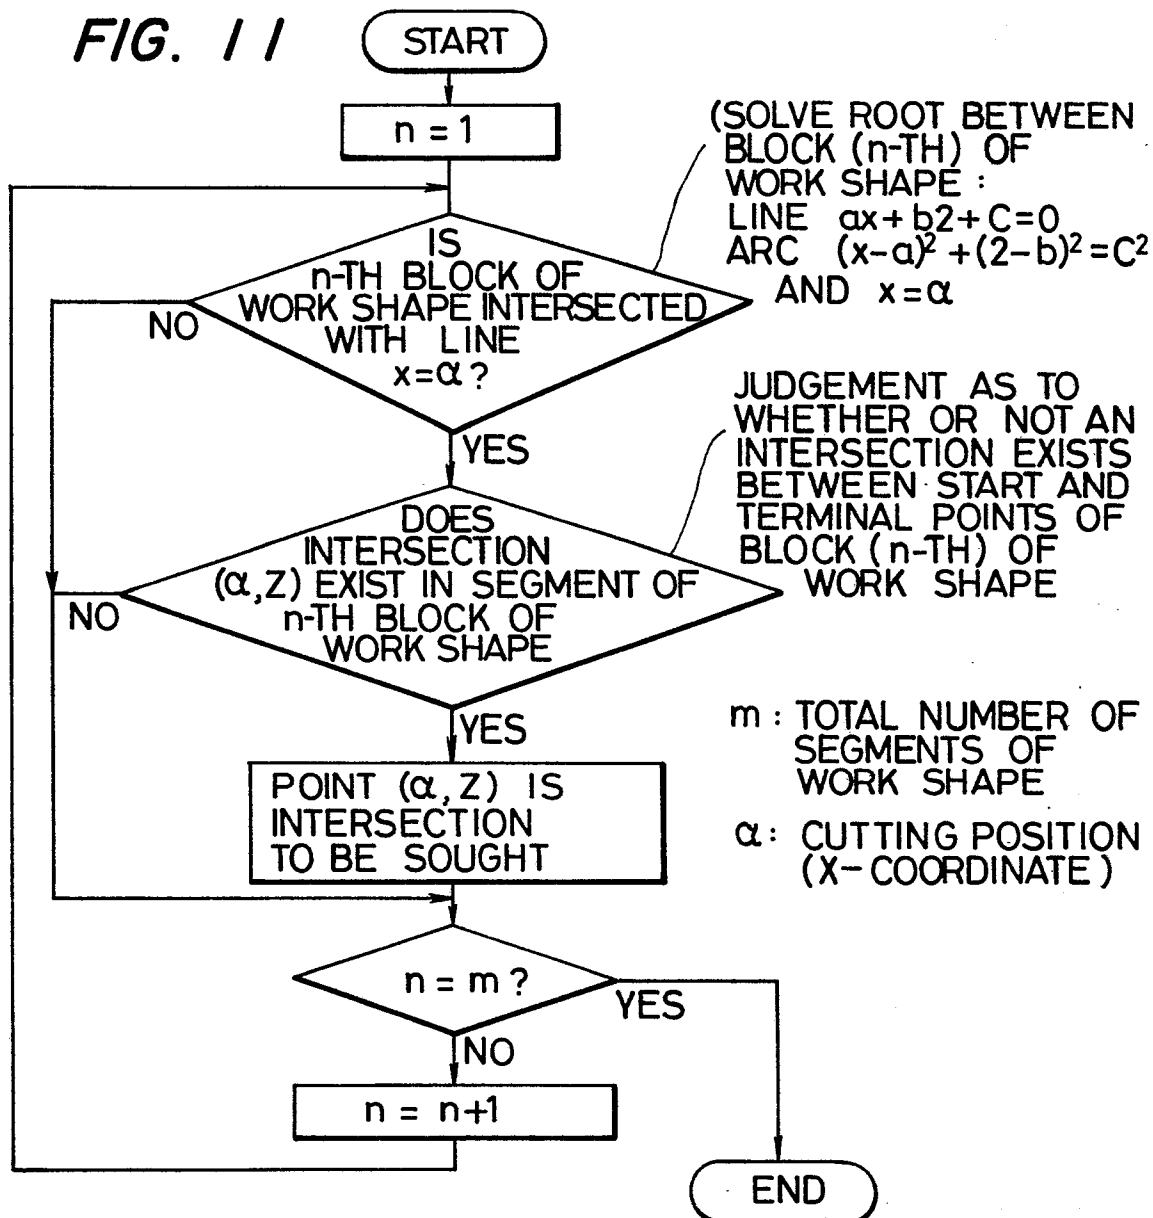 FIG. 11
START
n = 1
(SOLVE ROOT BETWEEN
BLOCK (n-TH) OF
WORK SHAPE :
LINE ax+b2+C=0
ARC (x-a)² +(2-b)² =C²
AND x=α
IS
n-TH BLOCK OF
WORK SHAPE INTERSECTED
WITH LINE
x=α ?
NO
YES
JUDGEMENT AS TO
WHETHER OR NOT AN
INTERSECTION EXISTS
BETWEEN START AND
TERMINAL POINTS OF
BLOCK (n-TH) OF
WORK SHAPE
DOES
INTERSECTION
(α,Z) EXIST IN SEGMENT OF
n-TH BLOCK OF
WORK SHAPE
NO
YES
m : TOTAL NUMBER OF
SEGMENTS OF
WORK SHAPE
POINT (α,Z) IS
INTERSECTION
TO BE SOUGHT
α : CUTTING POSITION
(X-COORDINATE)
n = m ?
YES
NO
n = n+1
END